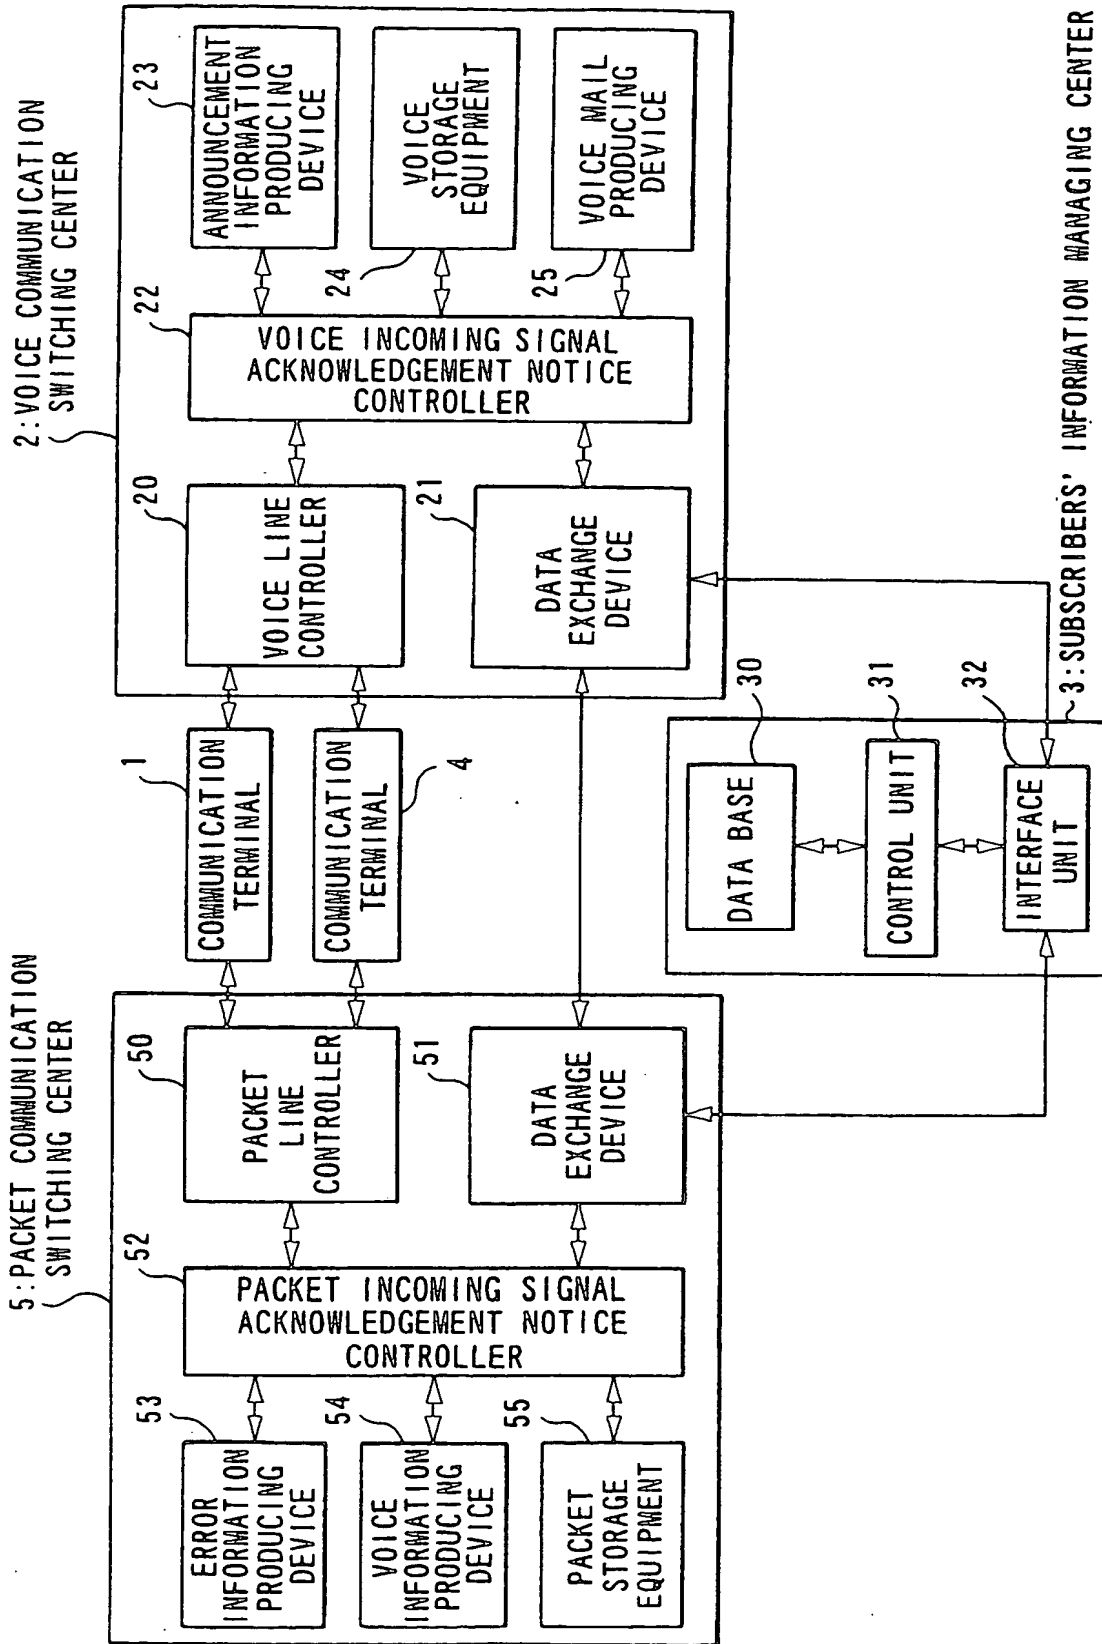 5:PACKET COMMUNICATION
SWITCHING CENTER
53
ERROR
INFORMATION
PRODUCING
DEVICE
54
VOICE
INFORMATION
PRODUCING
DEVICE
55
PACKET
STORAGE
EQUIPMENT
52
PACKET INCOMING SIGNAL
ACKNOWLEDGEMENT NOTICE
CONTROLLER
50
PACKET
LINE
CONTROLLER
51
DATA
EXCHANGE
DEVICE
1
COMMUNICATION
TERMINAL
4
COMMUNICATION
TERMINAL
2:VOICE COMMUNICATION
SWITCHING CENTER
20
VOICE LINE
CONTROLLER
21
DATA
EXCHANGE
DEVICE
22
VOICE INCOMING SIGNAL
ACKNOWLEDGEMENT NOTICE
CONTROLLER
23
ANNOUNCEMENT
INFORMATION
PRODUCING
DEVICE
24
VOICE
STORAGE
EQUIPMENT
25
VOICE MAIL
PRODUCING
DEVICE
30
DATA BASE
31
CONTROL UNIT
32
INTERFACE
UNIT
3:SUBSCRIBERS' INFORMATION MANAGING CENTER